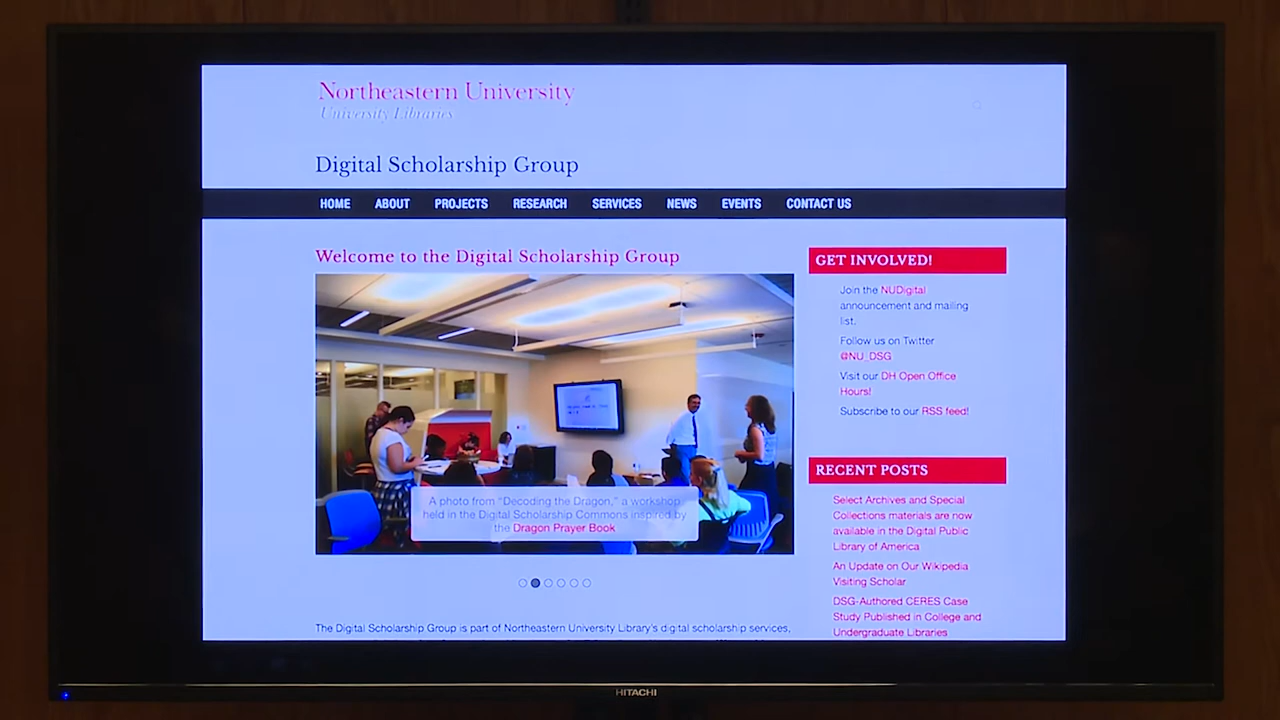 Northeastern University
University Libraries
Digital Scholarship Group
HOME ABOUT PROJECTS RESEARCH SERVICES NEWS EVENTS CONTACT US
Welcome to the Digital Scholarship Group
A photo from "Decoding the Dragon," a workshop
held in the Digital Scholarship Commons inspired by
the Dragon Prayer Book
The Digital Scholarship Group is part of Northeastern University Library's digital scholarship services,
GET INVOLVED!
Join the NUDigital
announcement and mailing
list.
Follow us on Twitter
@NU_DSG
Visit our DH Open Office
Hours!
Subscribe to our RSS feed!
RECENT POSTS
Select Archives and Special
Collections materials are now
available in the Digital Public
Library of America
An Update on Our Wikipedia
Visiting Scholar
DSG-Authored CERES Case
Study Published in College and
Undergraduate Libraries
HITACHI